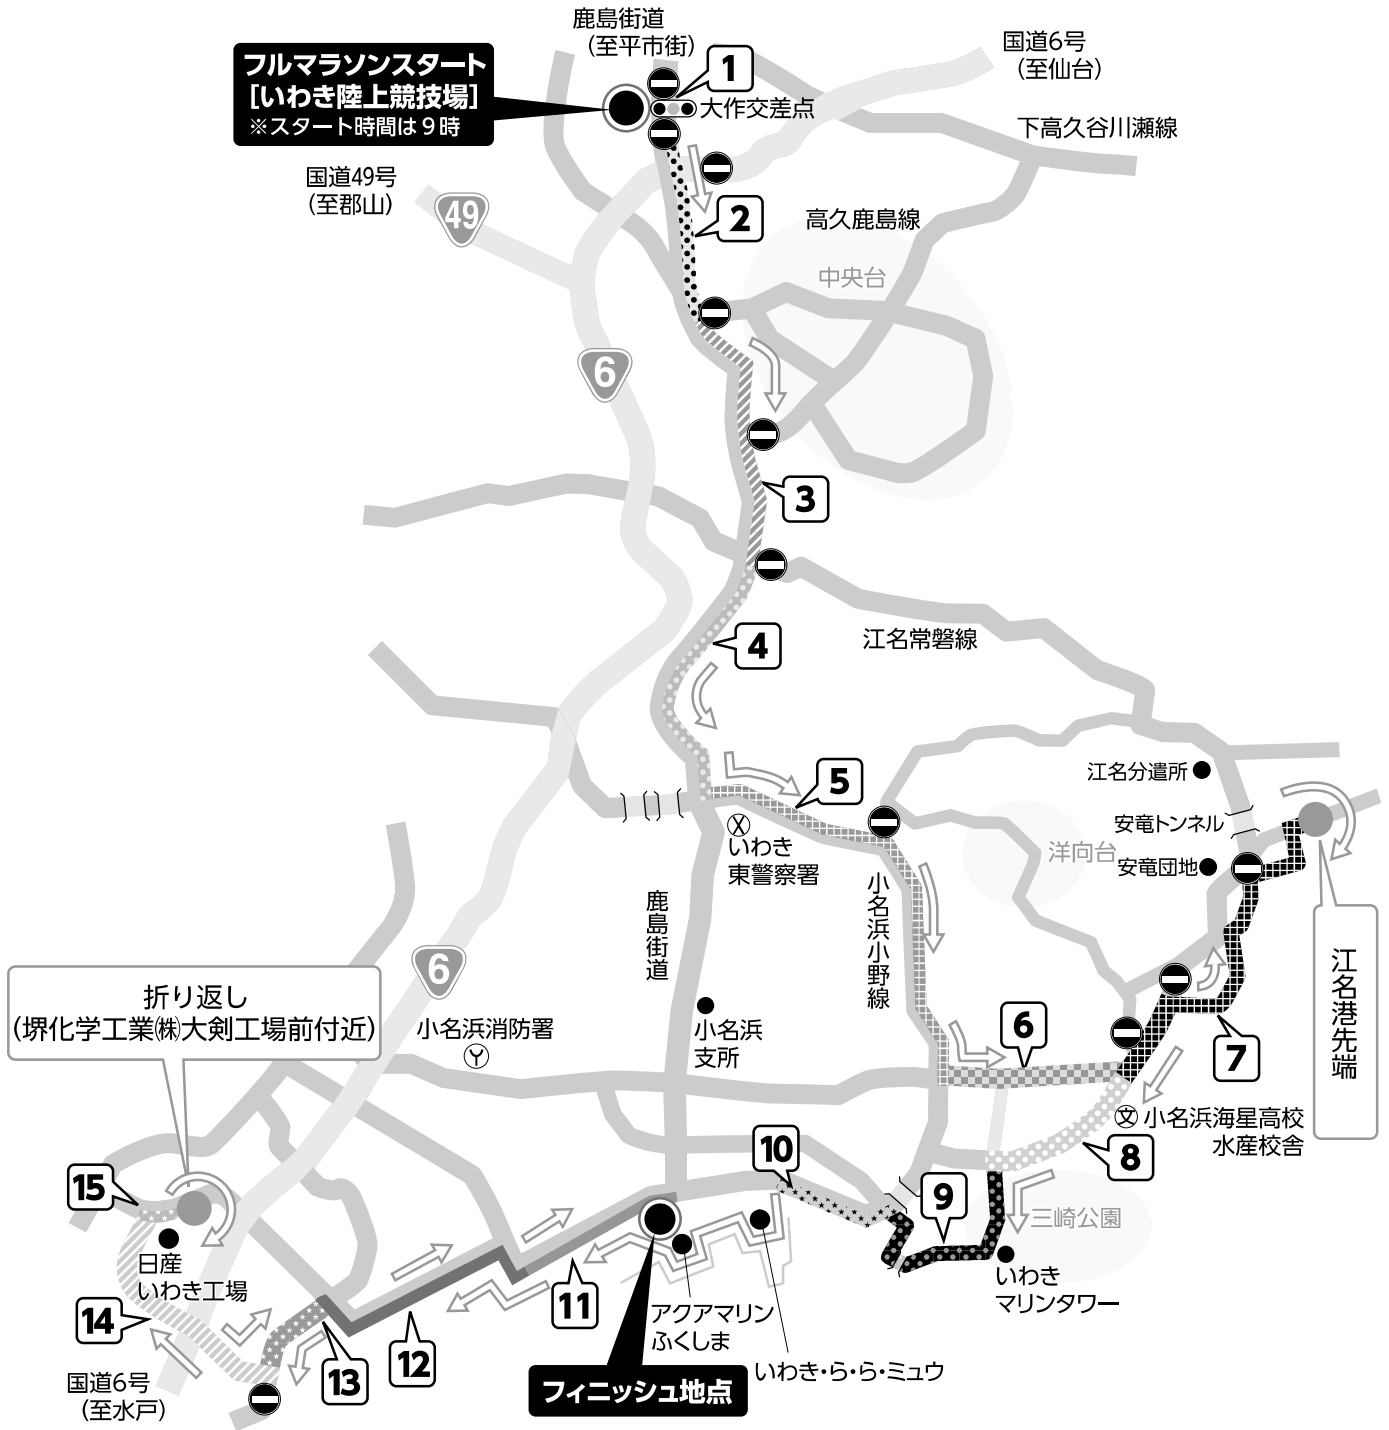 鹿島街道
（至平市街）
国道6号
（至仙台）
フルマラソンスタート
［いわき陸上競技場］
※スタート時間は９時
1
大作交差点
下高久谷川瀬線
国道49号
（至郡山）
49
2
高久鹿島線
中央台
6
3
4
江名常磐線
5
江名分遣所
安竜トンネル
洋向台
安竜団地
いわき
東警察署
小名浜小野線
鹿島街道
6
江名港先端
折り返し
（堺化学工業㈱大剣工場前付近）
小名浜消防署
小名浜
支所
6
7
文
小名浜海星高校
水産校舎
8
10
9
15
三崎公園
日産
いわき工場
いわき
マリンタワー
11
アクアマリン
ふくしま
14
12
13
いわき・ら・ら・ミュウ
フィニッシュ地点
国道6号
（至水戸）